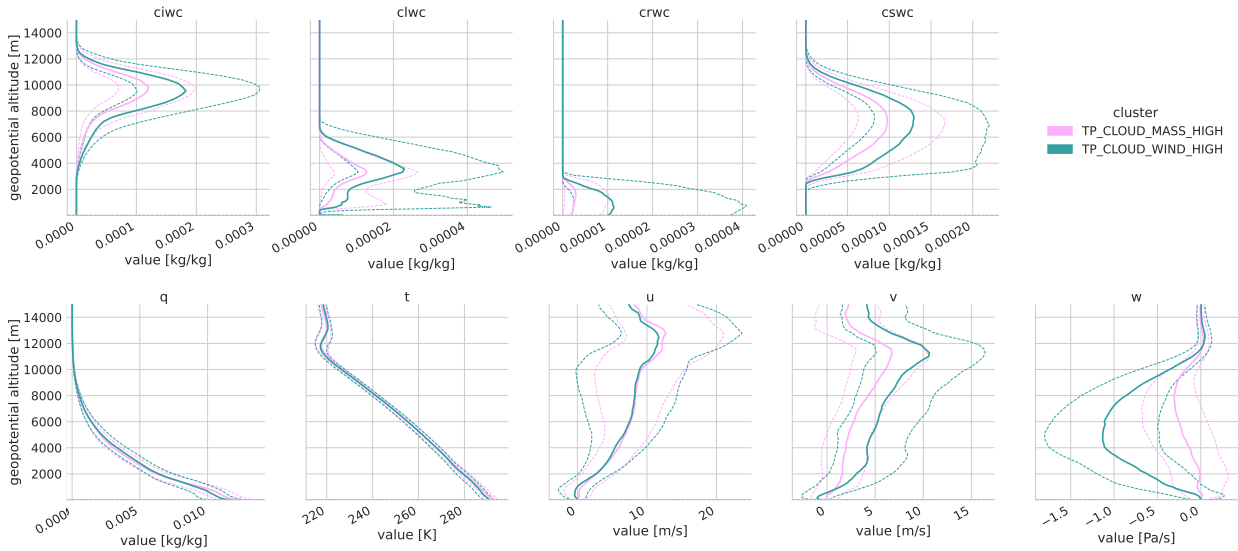 ciwc
clwc
crwc
cswc
geopotential altitude [m]
14000
12000
10000
8000
6000
4000
2000
0.0000
0.0001
0.0002
0.0003
0.00000
0.00002
0.00004
0.00000
0.00001
0.00002
0.00003
0.00004
0.00000
0.00005
0.00010
0.00015
0.00020
value [kg/kg]
value [kg/kg]
value [kg/kg]
value [kg/kg]
cluster
TP_CLOUD_MASS_HIGH
TP_CLOUD_WIND_HIGH
q
t
u
v
w
geopotential altitude [m]
14000
12000
10000
8000
6000
4000
2000
0.005
0.010
220
240
260
280
0
10
20
0
5
10
15
−1.5
−1.0
−0.5
0.0
value [kg/kg]
value [K]
value [m/s]
value [m/s]
value [Pa/s]